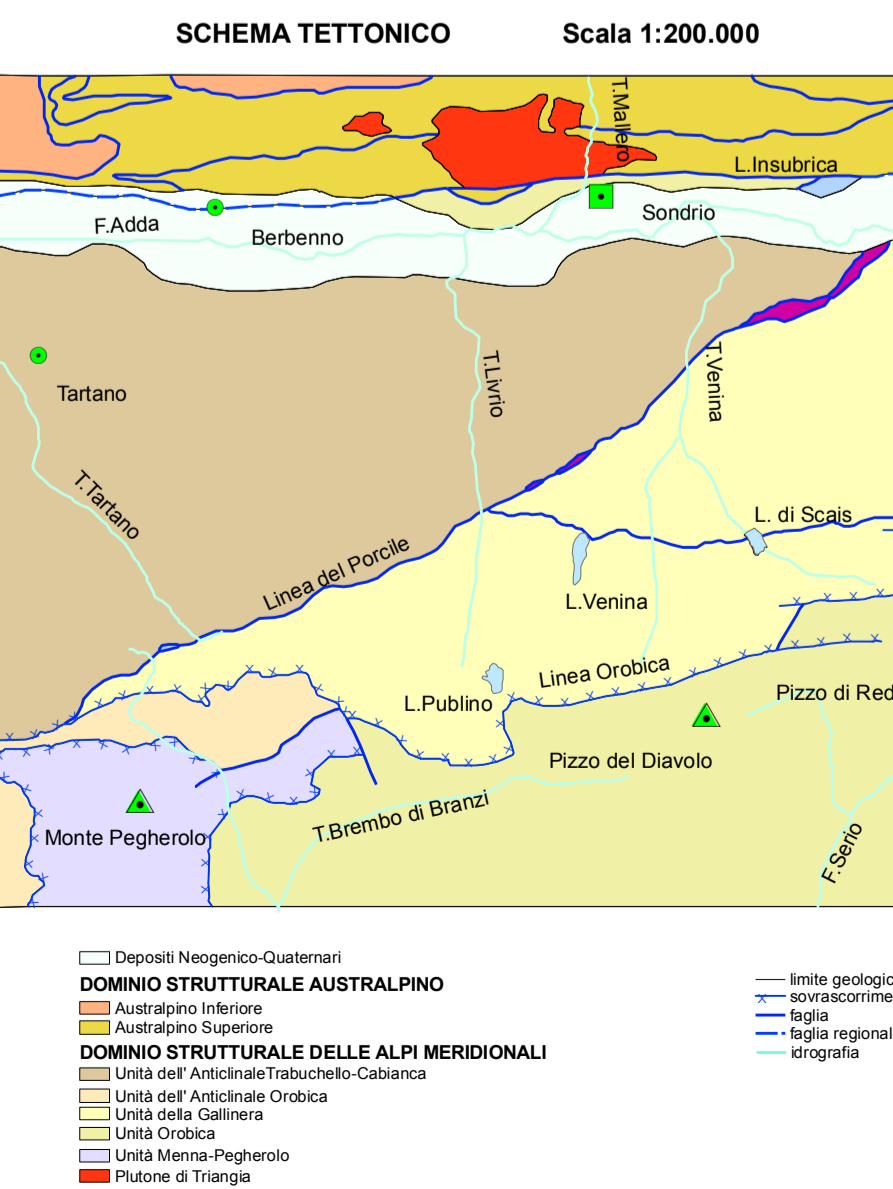 SCHEMA TETTONICO Scala 1:200.000
T.Mallero
L.Insubrica
F.Adda
Berbenno
Sondrio
Tartano
T.Livrio
T.Venina
T.Tartano
L. di Scais
Linea del Porcile
L.Venina
Linea Orobica
L.Publino
Pizzo di Red
Pizzo del Diavolo
T.Brembo di Branzi
Monte Pegherolo
F.Serio
Depositi Neogenico-Quaternari
DOMINIO STRUTTURALE AUSTRALPINO
Australpino Inferiore
Australpino Superiore
DOMINIO STRUTTURALE DELLE ALPI MERIDIONALI
Unità dell' AnticlinaleTrabuchello-Cabianca
Unità dell' Anticlinale Orobica
Unità della Gallinera
Unità Orobica
Unità Menna-Pegherolo
Plutone di Triangia
limite geologic
sovrascorrime
faglia
faglia regional
idrografia